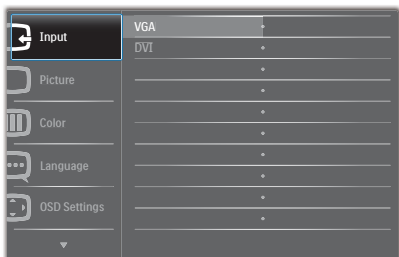 Input
VGA
DVI
Picture
Color
Language
OSD Settings